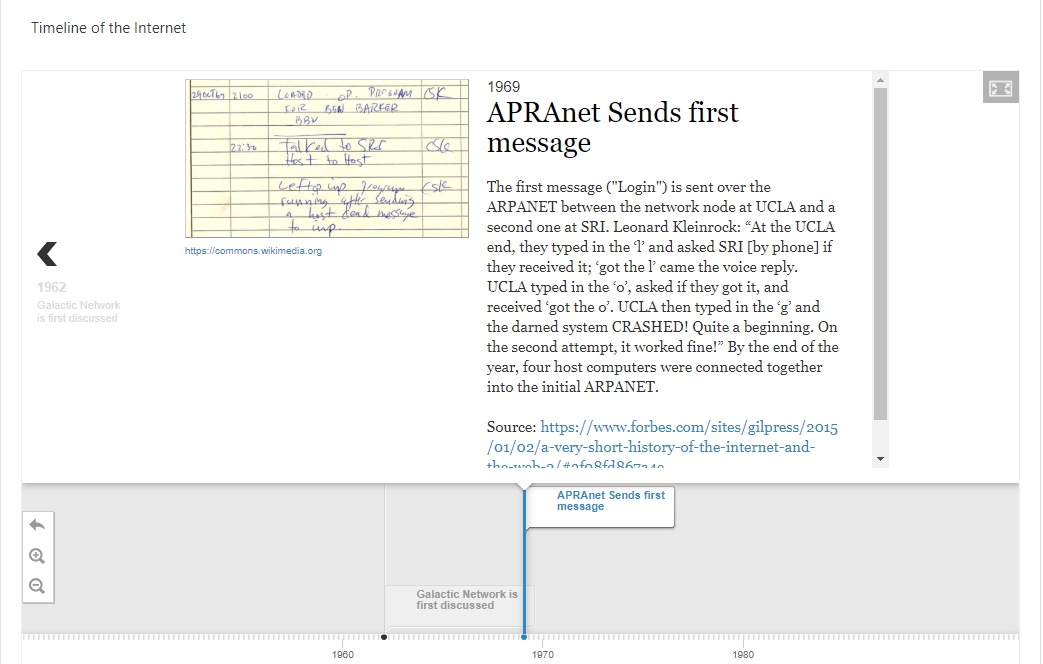 Timeline of the Internet
29OCT69 2100 LOADED OP. PROGRAM CSK
FOR BEN BARKER
BBN
22:30 Talked to SRI CSK
Host to Host
Left op imp program CSK
running after sending
a host dead message
to imp.
https://commons.wikimedia.org
1969
APRAnet Sends first
message
The first message ("Login") is sent over the
ARPANET between the network node at UCLA and a
second one at SRI. Leonard Kleinrock: “At the UCLA
end, they typed in the ‘l’ and asked SRI [by phone] if
they received it; ‘got the l’ came the voice reply.
UCLA typed in the ‘o’, asked if they got it, and
received ‘got the o’. UCLA then typed in the ‘g’ and
the darned system CRASHED! Quite a beginning. On
the second attempt, it worked fine!” By the end of the
year, four host computers were connected together
into the initial ARPANET.
Source: https://www.forbes.com/sites/gilpress/2015
/01/02/a-very-short-history-of-the-internet-and-
1962
Galactic Network
is first discussed
APRAnet Sends first
message
Galactic Network is
first discussed
1960 1970 1980